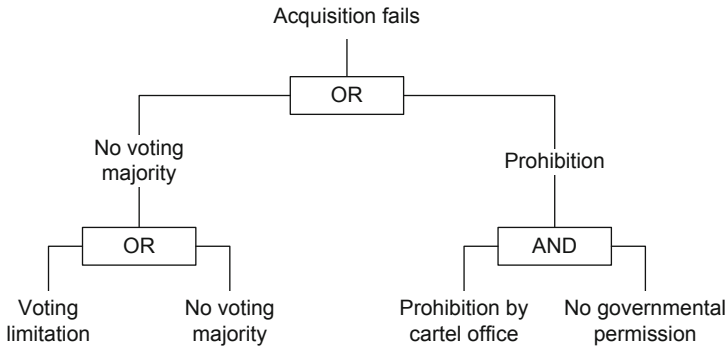 Acquisition fails
OR
No voting
majority
Prohibition
OR
AND
Voting
limitation
No voting
majority
Prohibition by
cartel office
No governmental
permission